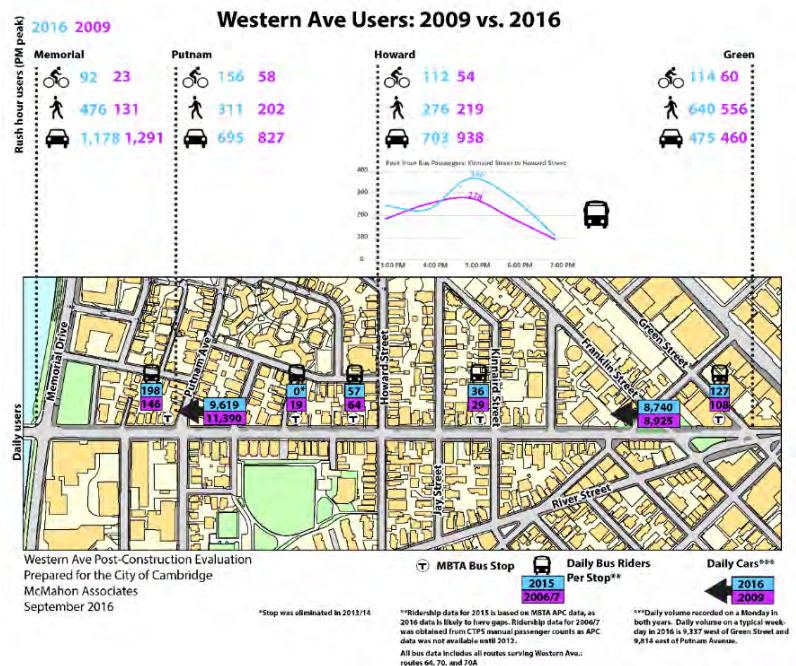 Western Ave Users: 2009 vs. 2016
Rush hour users (PM peak)
2016 2009
Memorial
92 23
476 131
1,178 1,291
Putnam
156 58
311 202
695 827
Howard
112 54
276 219
703 938
Green
114 60
640 556
475 460
Peak Hour Bus Passengers: Kinnaird Street to Howard Street
400
300
200
100
0
278
3:00 PM 4:00 PM 5:00 PM 6:00 PM 7:00 PM
Daily users
Memorial Drive
Putnam Ave
Howard Street
Kinnaird Street
Jay Street
Franklin Street
Green Street
River Street
198
146
T
9,619
11,390
0*
19
T
57
64
T
36
29
T
8,740
8,925
127
108
T
Western Ave Post-Construction Evaluation
Prepared for the City of Cambridge
McMahon Associates
September 2016
T MBTA Bus Stop
Daily Bus Riders
Per Stop**
2015
2006/7
Daily Cars***
2016
2009
*Stop was eliminated in 2013/14
**Ridership data for 2015 is based on MBTA APC data, as
2016 data is likely to have gaps. Ridership data for 2006/7
was obtained from CTPS manual passenger counts as APC
data was not available until 2012.
All bus data includes all routes serving Western Ave.:
routes 64, 70, and 70A
***Daily volume recorded on a Monday in
both years. Daily volume on a typical week-
day in 2016 is 9,337 west of Green Street and
9,814 east of Putnam Avenue.